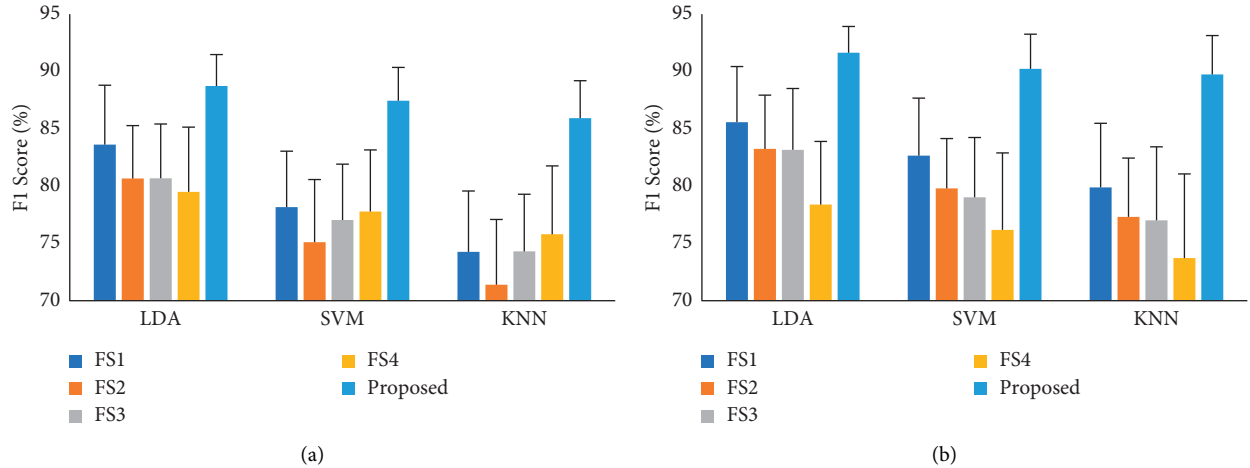 F1 Score (%)
95
90
85
80
75
70
LDA
SVM
KNN
FS1
FS2
FS3
FS4
Proposed
(a)
F1 Score (%)
95
90
85
80
75
70
LDA
SVM
KNN
FS1
FS2
FS3
FS4
Proposed
(b)